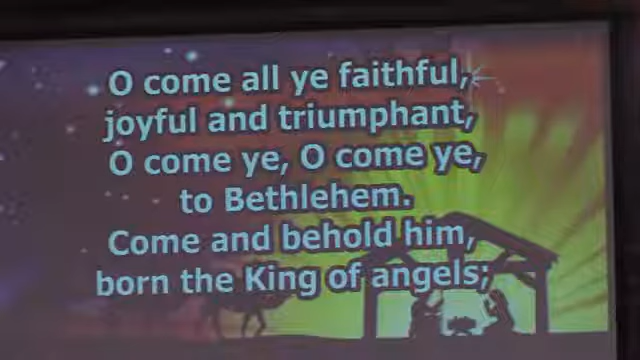 O come all ye faithful,
joyful and triumphant,
O come ye, O come ye,
to Bethlehem.
Come and behold him,
born the King of angels;